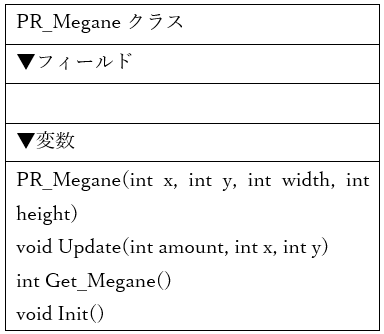 PR_Megane クラス
▼フィールド
▼変数
PR_Megane(int x, int y, int width, int
height)
void Update(int amount, int x, int y)
int Get_Megane()
void Init()